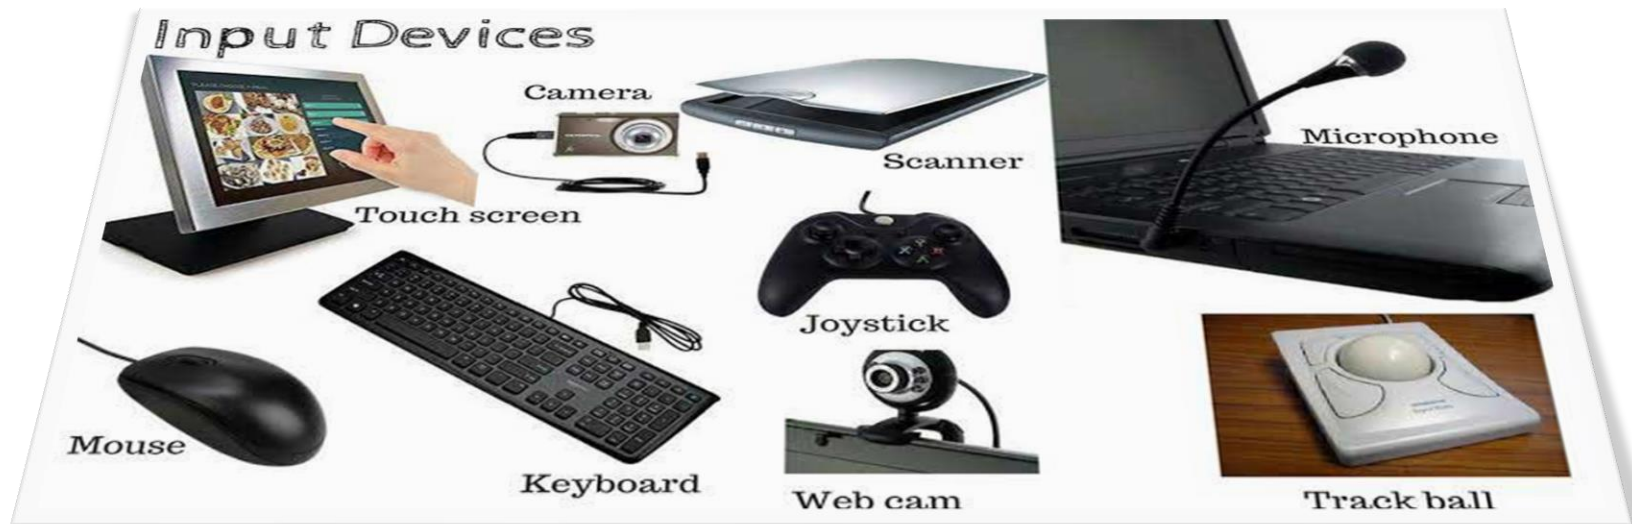 Input Devices
Camera
Scanner
Microphone
Touch screen
Joystick
Mouse
Keyboard
Web cam
Track ball